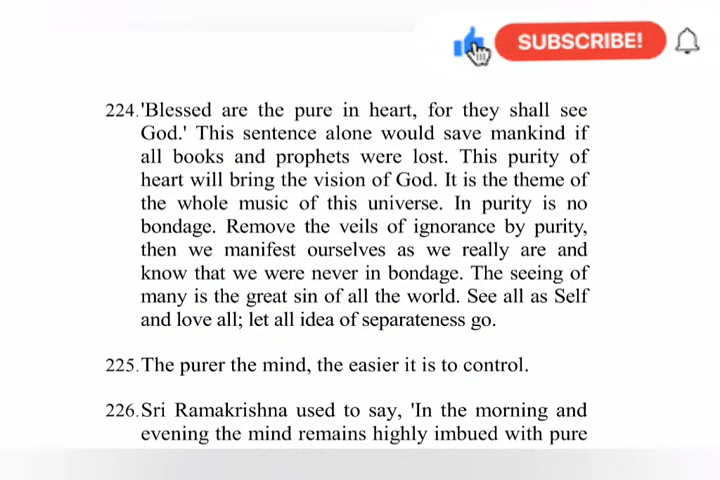 SUBSCRIBE!
224. 'Blessed are the pure in heart, for they shall see
God.' This sentence alone would save mankind if
all books and prophets were lost. This purity of
heart will bring the vision of God. It is the theme of
the whole music of this universe. In purity is no
bondage. Remove the veils of ignorance by purity,
then we manifest ourselves as we really are and
know that we were never in bondage. The seeing of
many is the great sin of all the world. See all as Self
and love all; let all idea of separateness go.
225. The purer the mind, the easier it is to control.
226. Sri Ramakrishna used to say, 'In the morning and
evening the mind remains highly imbued with pure